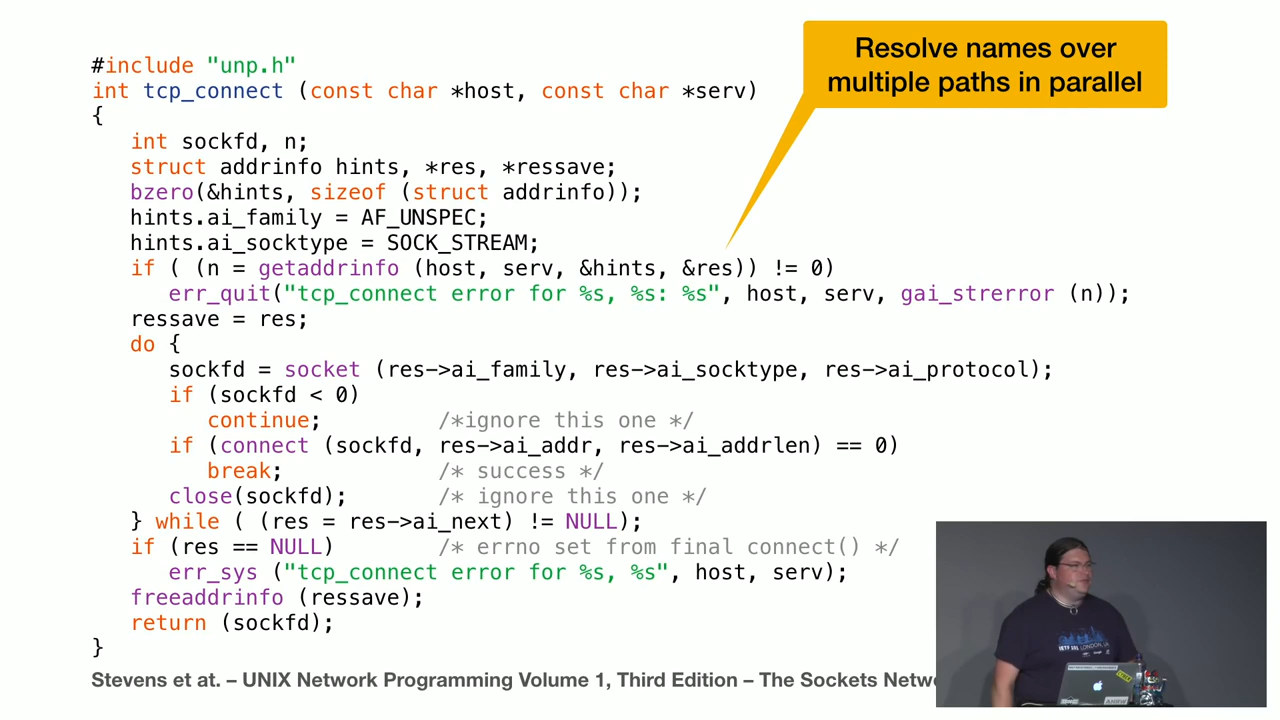 Resolve names over
multiple paths in parallel
#include "unp.h"
int tcp_connect (const char *host, const char *serv)
{
int sockfd, n;
struct addrinfo hints, *res, *ressave;
bzero(&hints, sizeof (struct addrinfo));
hints.ai_family = AF_UNSPEC;
hints.ai_socktype = SOCK_STREAM;
if ( (n = getaddrinfo (host, serv, &hints, &res)) != 0)
err_quit("tcp_connect error for %s, %s: %s", host, serv, gai_strerror (n));
ressave = res;
do {
sockfd = socket (res->ai_family, res->ai_socktype, res->ai_protocol);
if (sockfd < 0)
continue; /*ignore this one */
if (connect (sockfd, res->ai_addr, res->ai_addrlen) == 0)
break; /* success */
close(sockfd); /* ignore this one */
} while ( (res = res->ai_next) != NULL);
if (res == NULL) /* errno set from final connect() */
err_sys ("tcp_connect error for %s, %s", host, serv);
freeaddrinfo (ressave);
return (sockfd);
}
Stevens et at. – UNIX Network Programming Volume 1, Third Edition – The Sockets Netw